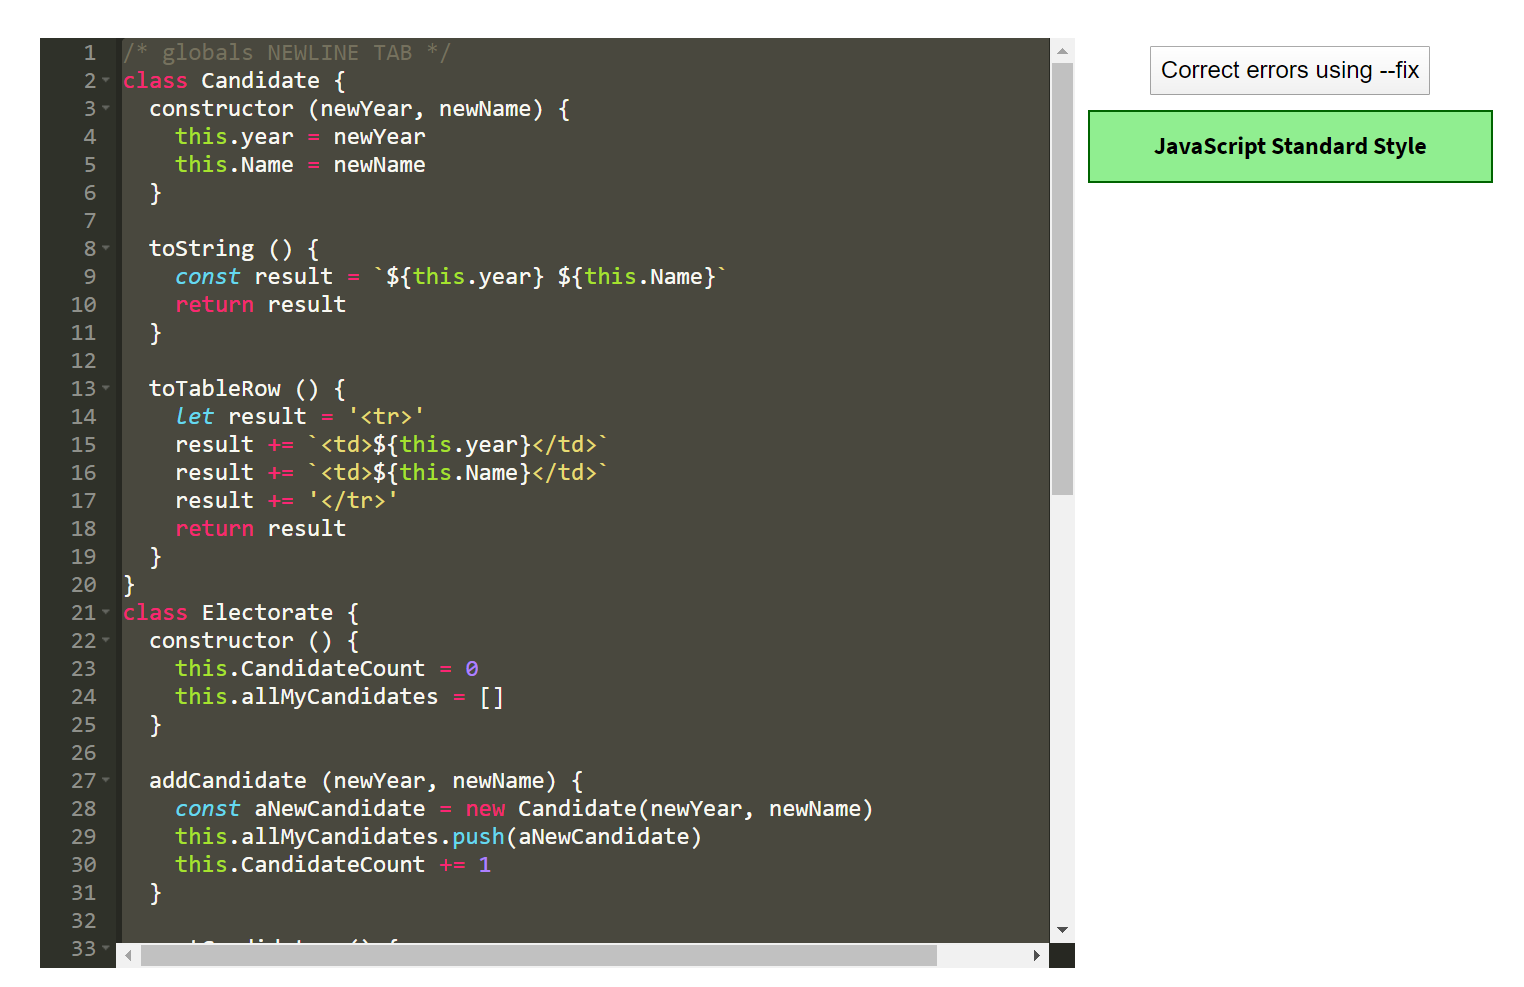 1 /* globals NEWLINE TAB */
2 class Candidate {
3 constructor (newYear, newName) {
4 this.year = newYear
5 this.Name = newName
6 }
7
8 toString () {
9 const result = `${this.year} ${this.Name}`
10 return result
11 }
12
13 toTableRow () {
14 let result = '<tr>'
15 result += `<td>${this.year}</td>`
16 result += `<td>${this.Name}</td>`
17 result += '</tr>'
18 return result
19 }
20 }
21 class Electorate {
22 constructor () {
23 this.CandidateCount = 0
24 this.allMyCandidates = []
25 }
26
27 addCandidate (newYear, newName) {
28 const aNewCandidate = new Candidate(newYear, newName)
29 this.allMyCandidates.push(aNewCandidate)
30 this.CandidateCount += 1
31 }
32
33
Correct errors using --fix
JavaScript Standard Style